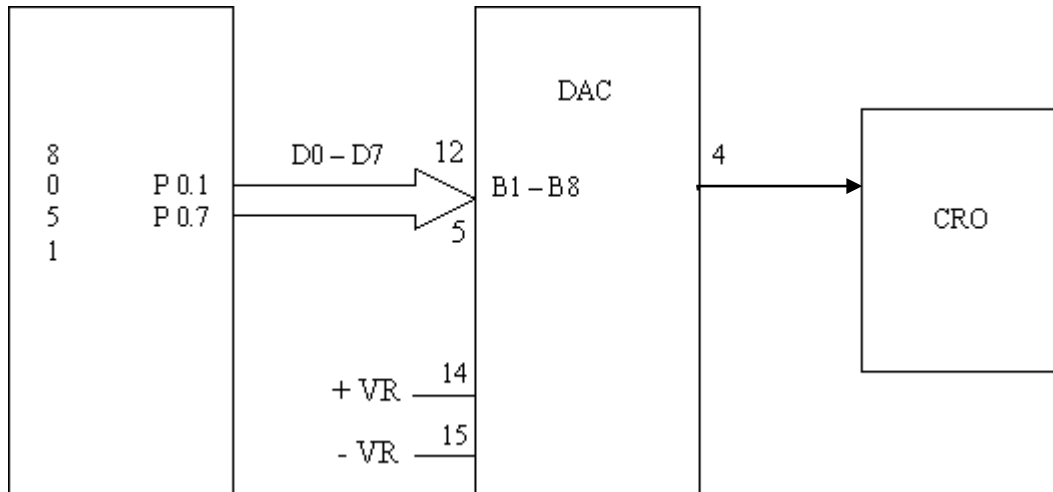 8
0
5
1
P 0.1
P 0.7
D0 – D7
12
5
DAC
B1 – B8
4
CRO
+ VR
14
- VR
15